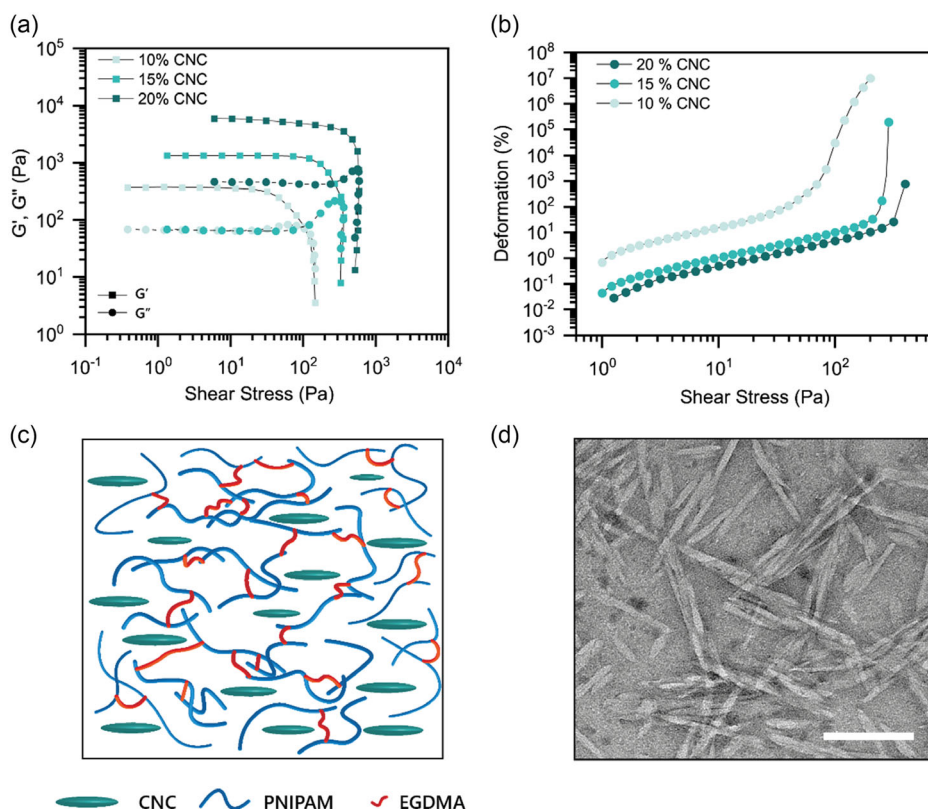 (a)
10% CNC
15% CNC
20% CNC
G'
G″
10⁵
10⁴
10³
10²
10¹
10⁰
G', G" (Pa)
10⁻¹
10⁰
10¹
10²
10³
10⁴
Shear Stress (Pa)
(b)
20 % CNC
15 % CNC
10 % CNC
10⁸
10⁷
10⁶
10⁵
10⁴
10³
10²
10¹
10⁰
10⁻¹
10⁻²
10⁻³
Deformation (%)
10⁰
10¹
10²
Shear Stress (Pa)
(c)
CNC
PNIPAM
EGDMA
(d)